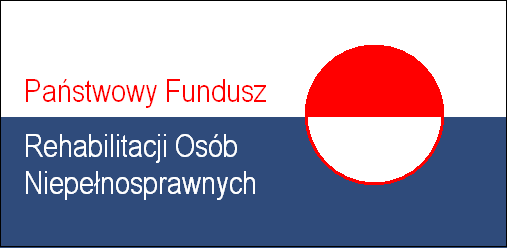 Państwowy Fundusz
Rehabilitacji Osób
Niepełnosprawnych